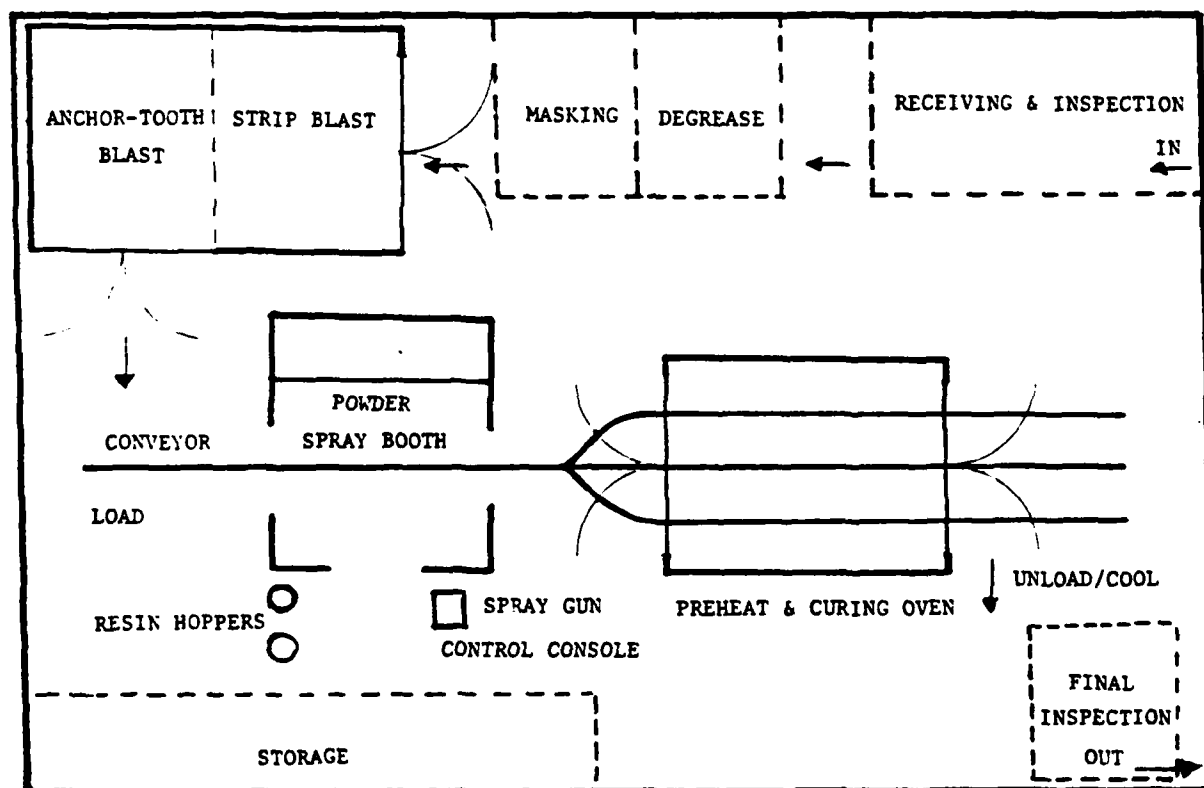 ANCHOR-TOOTH
BLAST
STRIP BLAST
MASKING
DEGREASE
RECEIVING & INSPECTION
IN
POWDER
SPRAY BOOTH
CONVEYOR
LOAD
RESIN HOPPERS
SPRAY GUN
CONTROL CONSOLE
PREHEAT & CURING OVEN
UNLOAD/COOL
FINAL
INSPECTION
OUT
STORAGE